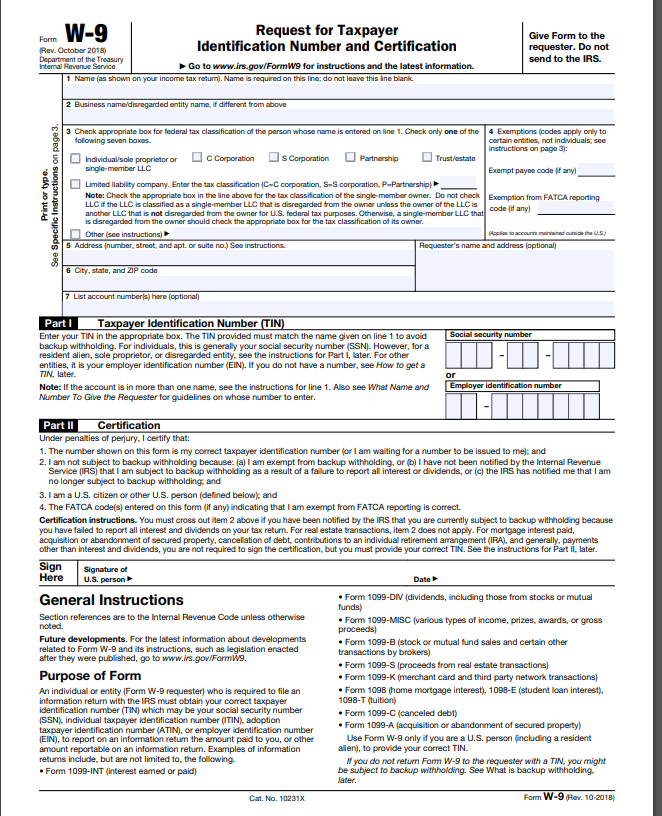 Form W-9
(Rev. October 2018)
Department of the Treasury
Internal Revenue Service
Request for Taxpayer
Identification Number and Certification
▶ Go to www.irs.gov/FormW9 for instructions and the latest information.
Give Form to the
requester. Do not
send to the IRS.
Print or type.
See Specific Instructions on page 3.
1 Name (as shown on your income tax return). Name is required on this line; do not leave this line blank.
2 Business name/disregarded entity name, if different from above
3 Check appropriate box for federal tax classification of the person whose name is entered on line 1. Check only one of the
following seven boxes.
Individual/sole proprietor or
single-member LLC
C Corporation
S Corporation
Partnership
Trust/estate
Limited liability company. Enter the tax classification (C=C corporation, S=S corporation, P=Partnership) ▶
Note: Check the appropriate box in the line above for the tax classification of the single-member owner. Do not check
LLC if the LLC is classified as a single-member LLC that is disregarded from the owner unless the owner of the LLC is
another LLC that is not disregarded from the owner for U.S. federal tax purposes. Otherwise, a single-member LLC that
is disregarded from the owner should check the appropriate box for the tax classification of its owner.
Other (see instructions) ▶
4 Exemptions (codes apply only to
certain entities, not individuals; see
instructions on page 3):
Exempt payee code (if any)
Exemption from FATCA reporting
code (if any)
(Applies to accounts maintained outside the U.S.)
5 Address (number, street, and apt. or suite no.) See instructions.
Requester's name and address (optional)
6 City, state, and ZIP code
7 List account number(s) here (optional)
Part I Taxpayer Identification Number (TIN)
Enter your TIN in the appropriate box. The TIN provided must match the name given on line 1 to avoid
backup withholding. For individuals, this is generally your social security number (SSN). However, for a
resident alien, sole proprietor, or disregarded entity, see the instructions for Part I, later. For other
entities, it is your employer identification number (EIN). If you do not have a number, see How to get a
TIN, later.
Note: If the account is in more than one name, see the instructions for line 1. Also see What Name and
Number To Give the Requester for guidelines on whose number to enter.
Social security number
– –
or
Employer identification number
–
Part II Certification
Under penalties of perjury, I certify that:
1. The number shown on this form is my correct taxpayer identification number (or I am waiting for a number to be issued to me); and
2. I am not subject to backup withholding because: (a) I am exempt from backup withholding, or (b) I have not been notified by the Internal Revenue
Service (IRS) that I am subject to backup withholding as a result of a failure to report all interest or dividends, or (c) the IRS has notified me that I am
no longer subject to backup withholding; and
3. I am a U.S. citizen or other U.S. person (defined below); and
4. The FATCA code(s) entered on this form (if any) indicating that I am exempt from FATCA reporting is correct.
Certification instructions. You must cross out item 2 above if you have been notified by the IRS that you are currently subject to backup withholding because
you have failed to report all interest and dividends on your tax return. For real estate transactions, item 2 does not apply. For mortgage interest paid,
acquisition or abandonment of secured property, cancellation of debt, contributions to an individual retirement arrangement (IRA), and generally, payments
other than interest and dividends, you are not required to sign the certification, but you must provide your correct TIN. See the instructions for Part II, later.
Sign
Here
Signature of
U.S. person ▶
Date ▶
General Instructions
Section references are to the Internal Revenue Code unless otherwise
noted.
Future developments. For the latest information about developments
related to Form W-9 and its instructions, such as legislation enacted
after they were published, go to www.irs.gov/FormW9.
Purpose of Form
An individual or entity (Form W-9 requester) who is required to file an
information return with the IRS must obtain your correct taxpayer
identification number (TIN) which may be your social security number
(SSN), individual taxpayer identification number (ITIN), adoption
taxpayer identification number (ATIN), or employer identification number
(EIN), to report on an information return the amount paid to you, or other
amount reportable on an information return. Examples of information
returns include, but are not limited to, the following.
• Form 1099-INT (interest earned or paid)
• Form 1099-DIV (dividends, including those from stocks or mutual
funds)
• Form 1099-MISC (various types of income, prizes, awards, or gross
proceeds)
• Form 1099-B (stock or mutual fund sales and certain other
transactions by brokers)
• Form 1099-S (proceeds from real estate transactions)
• Form 1099-K (merchant card and third party network transactions)
• Form 1098 (home mortgage interest), 1098-E (student loan interest),
1098-T (tuition)
• Form 1099-C (canceled debt)
• Form 1099-A (acquisition or abandonment of secured property)
Use Form W-9 only if you are a U.S. person (including a resident
alien), to provide your correct TIN.
If you do not return Form W-9 to the requester with a TIN, you might
be subject to backup withholding. See What is backup withholding,
later.
Cat. No. 10231X
Form W-9 (Rev. 10-2018)